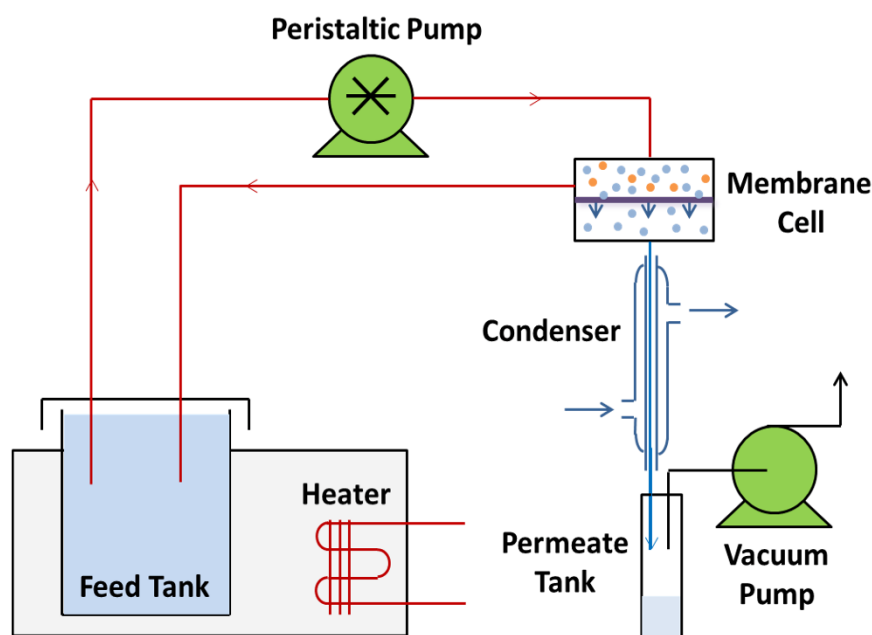 Peristaltic Pump
Membrane
Cell
Condenser
Heater
Feed Tank
Permeate
Tank
Vacuum
Pump